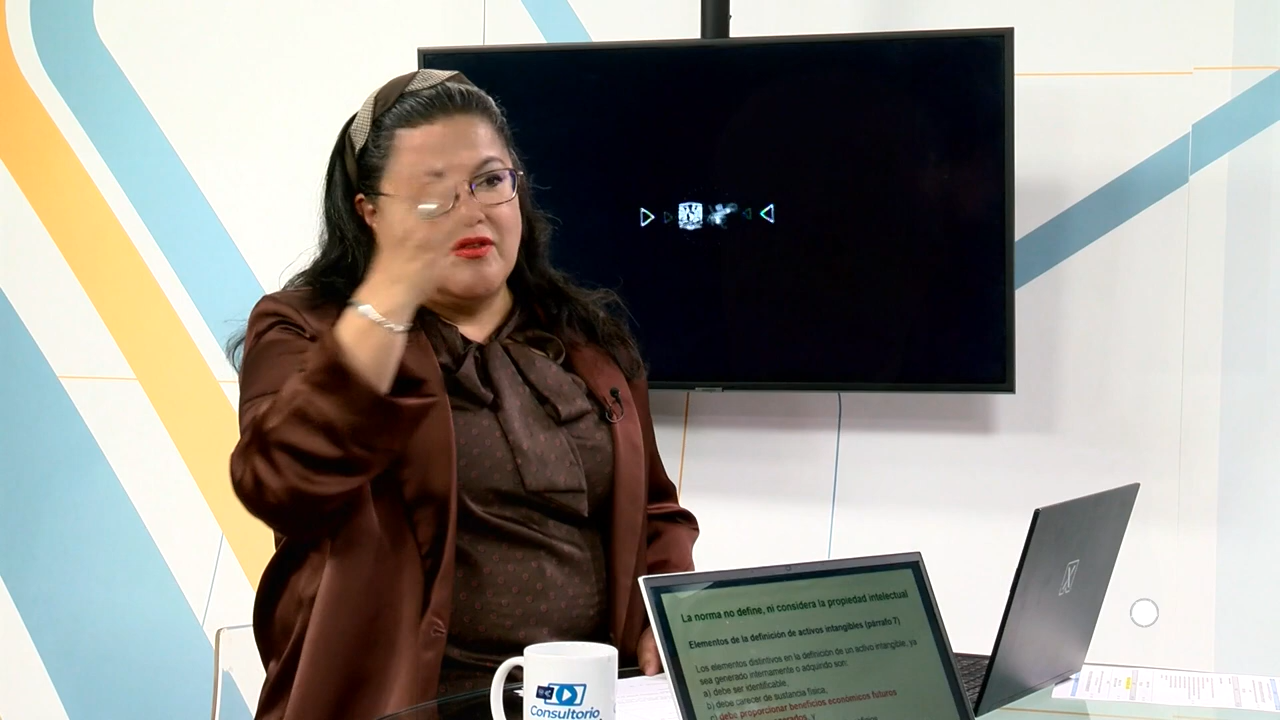 La norma no define, ni considera la propiedad intelectual
Elementos de la definición de activos intangibles (párrafo 7)
Los elementos distintivos en la definición de un activo intangible, ya
sea generado internamente o adquirido son:
a) debe ser identificable,
b) debe carecer de sustancia física,
c) debe proporcionar beneficios económicos futuros
Consultorio